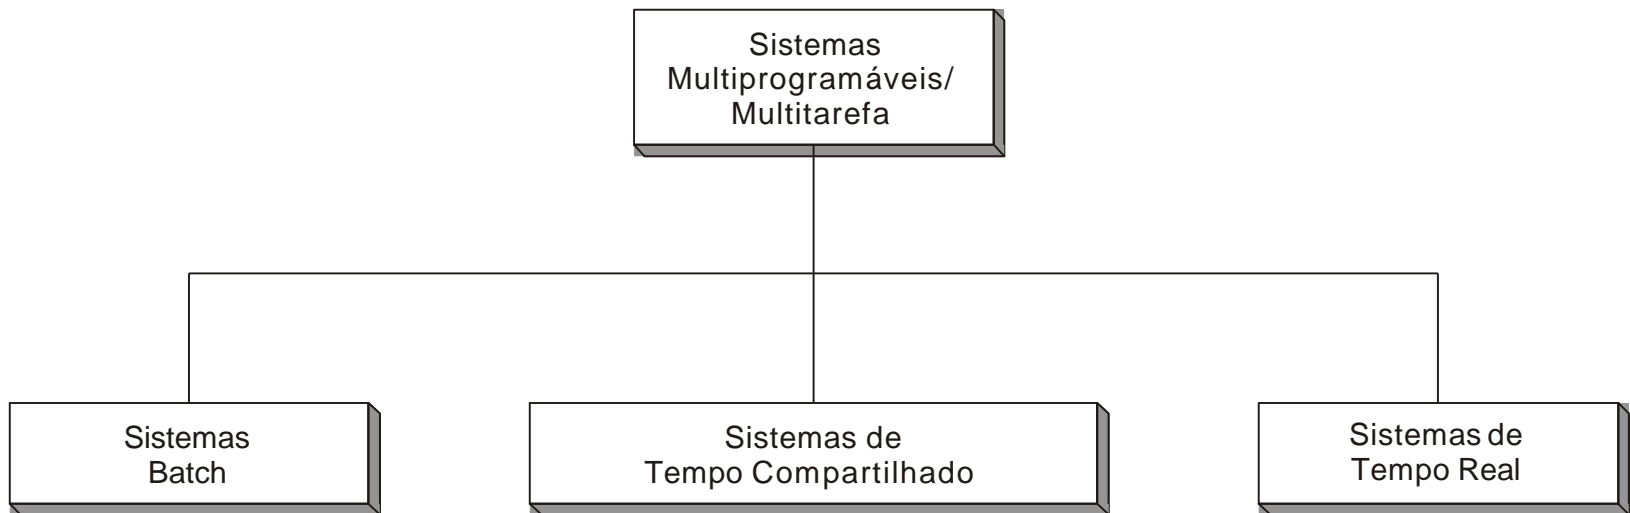 Sistemas
Multiprogramáveis/
Multitarefa
Sistemas
Batch
Sistemas de
Tempo Compartilhado
Sistemas de
Tempo Real